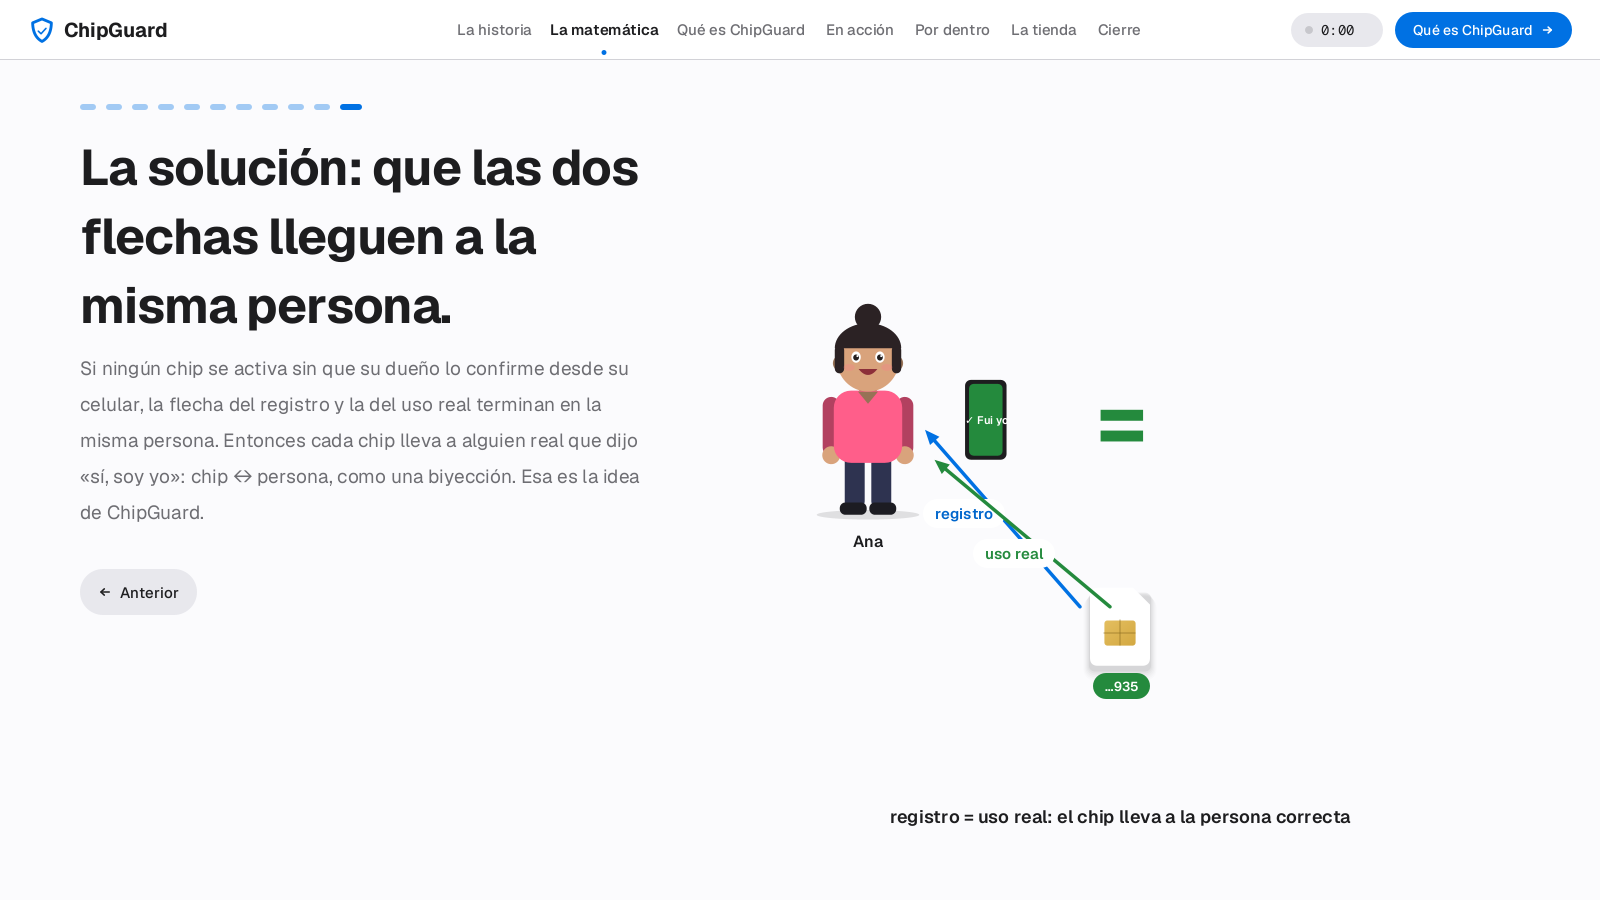 ChipGuard
La historia
La matemática
Qué es ChipGuard
En acción
Por dentro
La tienda
Cierre
0:00
Qué es ChipGuard →
La solución: que las dos
flechas lleguen a la
misma persona.
Si ningún chip se activa sin que su dueño lo confirme desde su
celular, la flecha del registro y la del uso real terminan en la
misma persona. Entonces cada chip lleva a alguien real que dijo
«sí, soy yo»: chip ↔ persona, como una biyección. Esa es la idea
de ChipGuard.
← Anterior
✓ Fui yo
=
registro
uso real
Ana
…935
registro = uso real: el chip lleva a la persona correcta